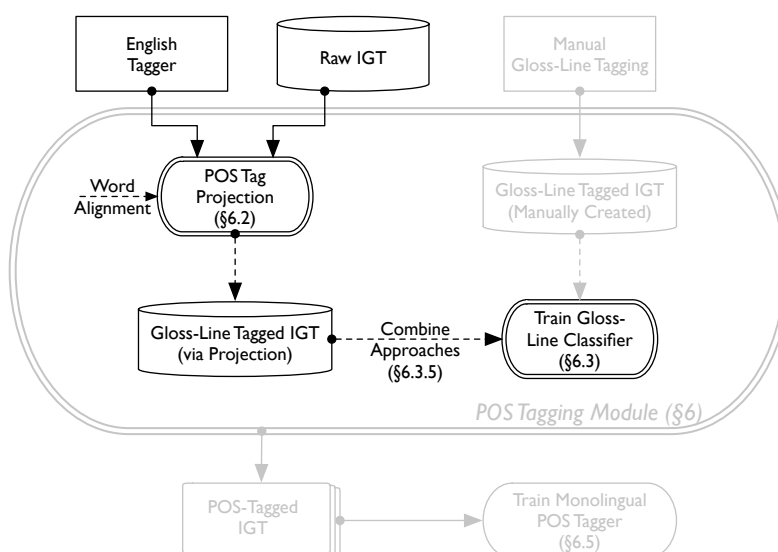 English
Tagger
Raw IGT
Manual
Gloss-Line Tagging
Word
Alignment
POS Tag
Projection
(§6.2)
Gloss-Line Tagged IGT
(Manually Created)
Gloss-Line Tagged IGT
(via Projection)
Combine
Approaches
(§6.3.5)
Train Gloss-
Line Classifier
(§6.3)
POS Tagging Module (§6)
POS-Tagged
IGT
Train Monolingual
POS Tagger
(§6.5)